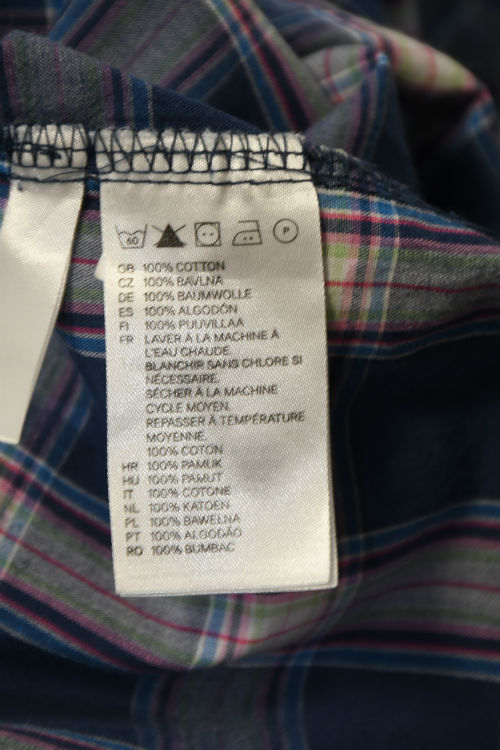 60 P
GB 100% COTTON
CZ 100% BAVLNA
DE 100% BAUMWOLLE
ES 100% ALGODÓN
FI 100% PUUVILLAA
FR LAVER À LA MACHINE À
L'EAU CHAUDE.
BLANCHIR SANS CHLORE SI
NÉCESSAIRE.
SÉCHER À LA MACHINE
CYCLE MOYEN.
REPASSER À TEMPÉRATURE
MOYENNE.
100% COTON
HR 100% PAMUK
HU 100% PAMUT
IT 100% COTONE
NL 100% KATOEN
PL 100% BAWEŁNA
PT 100% ALGODÃO
RO 100% BUMBAC